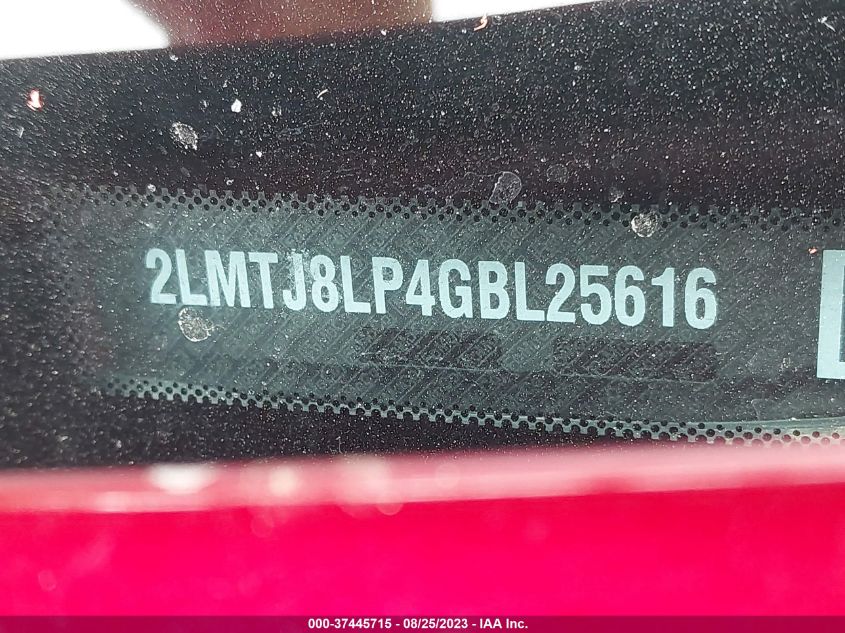 2LMTJ8LP4GBL25616
000-37445715 - 08/25/2023 - IAA Inc.